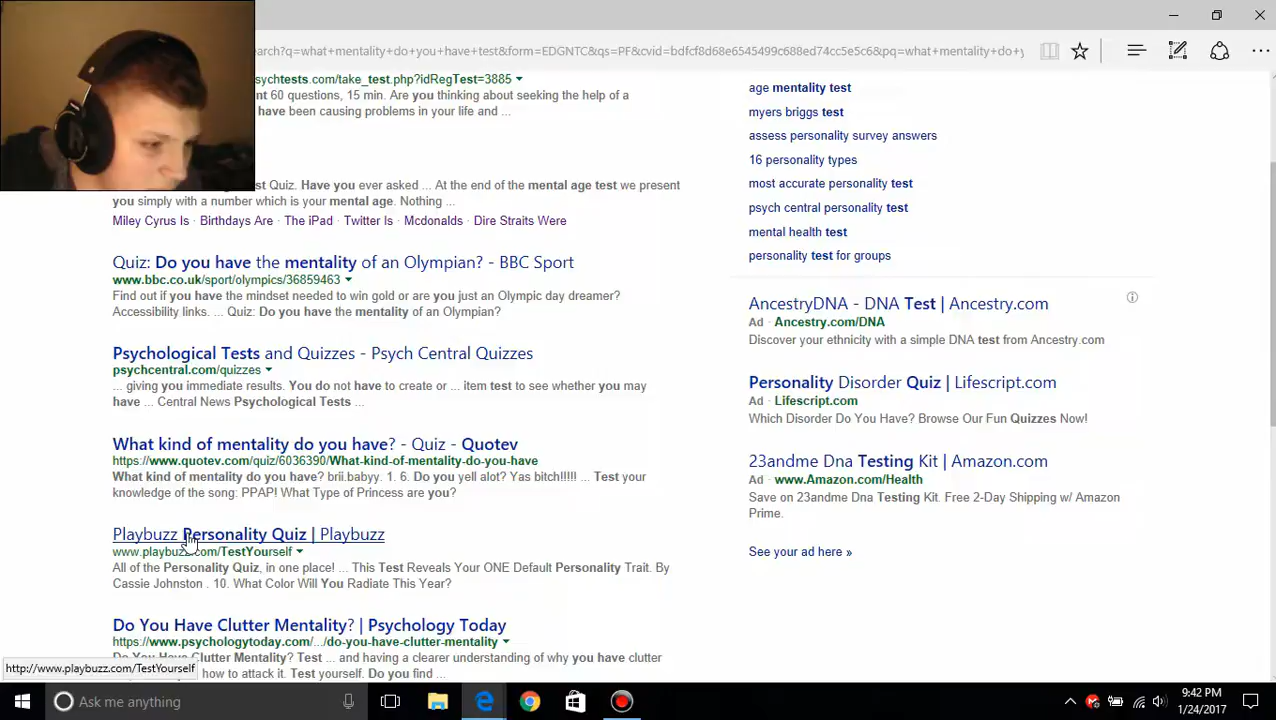 earch?q=what+mentality+do+you+have+test&form=EDGNTC&qs=PF&cvid=bdfcf8d68e6545499c688ed74cc5e5c6&pq=what+mentality+do+y
sychtests.com/take_test.php?idRegTest=3885
nt 60 questions, 15 min. Are you thinking about seeking the help of a
have been causing problems in your life and ...
st Quiz. Have you ever asked ... At the end of the mental age test we present
you simply with a number which is your mental age. Nothing ...
Miley Cyrus Is · Birthdays Are · The iPad · Twitter Is · Mcdonalds · Dire Straits Were
Quiz: Do you have the mentality of an Olympian? - BBC Sport
www.bbc.co.uk/sport/olympics/36859463
Find out if you have the mindset needed to win gold or are you just an Olympic day dreamer?
Accessibility links. ... Quiz: Do you have the mentality of an Olympian?
Psychological Tests and Quizzes - Psych Central Quizzes
psychcentral.com/quizzes
... giving you immediate results. You do not have to create or ... item test to see whether you may
have ... Central News Psychological Tests ...
What kind of mentality do you have? - Quiz - Quotev
https://www.quotev.com/quiz/6036390/What-kind-of-mentality-do-you-have
What kind of mentality do you have? brii.babyy. 1. 6. Do you yell alot? Yas bitch!!!!! ... Test your
knowledge of the song: PPAP! What Type of Princess are you?
Playbuzz Personality Quiz | Playbuzz
www.playbuzz.com/TestYourself
All of the Personality Quiz, in one place! ... This Test Reveals Your ONE Default Personality Trait. By
Cassie Johnston . 10. What Color Will You Radiate This Year?
Do You Have Clutter Mentality? | Psychology Today
https://www.psychologytoday.com/.../do-you-have-clutter-mentality
Do You Have Clutter Mentality? Test ... and having a clearer understanding of why you have clutter
how to attack it. Test yourself. Do you find ...
http://www.playbuzz.com/TestYourself
age mentality test
myers briggs test
assess personality survey answers
16 personality types
most accurate personality test
psych central personality test
mental health test
personality test for groups
AncestryDNA - DNA Test | Ancestry.com
Ad · Ancestry.com/DNA
Discover your ethnicity with a simple DNA test from Ancestry.com
Personality Disorder Quiz | Lifescript.com
Ad · Lifescript.com
Which Disorder Do You Have? Browse Our Fun Quizzes Now!
23andme Dna Testing Kit | Amazon.com
Ad · www.Amazon.com/Health
Save on 23andme Dna Testing Kit. Free 2-Day Shipping w/ Amazon
Prime.
See your ad here »
Ask me anything
9:42 PM
1/24/2017